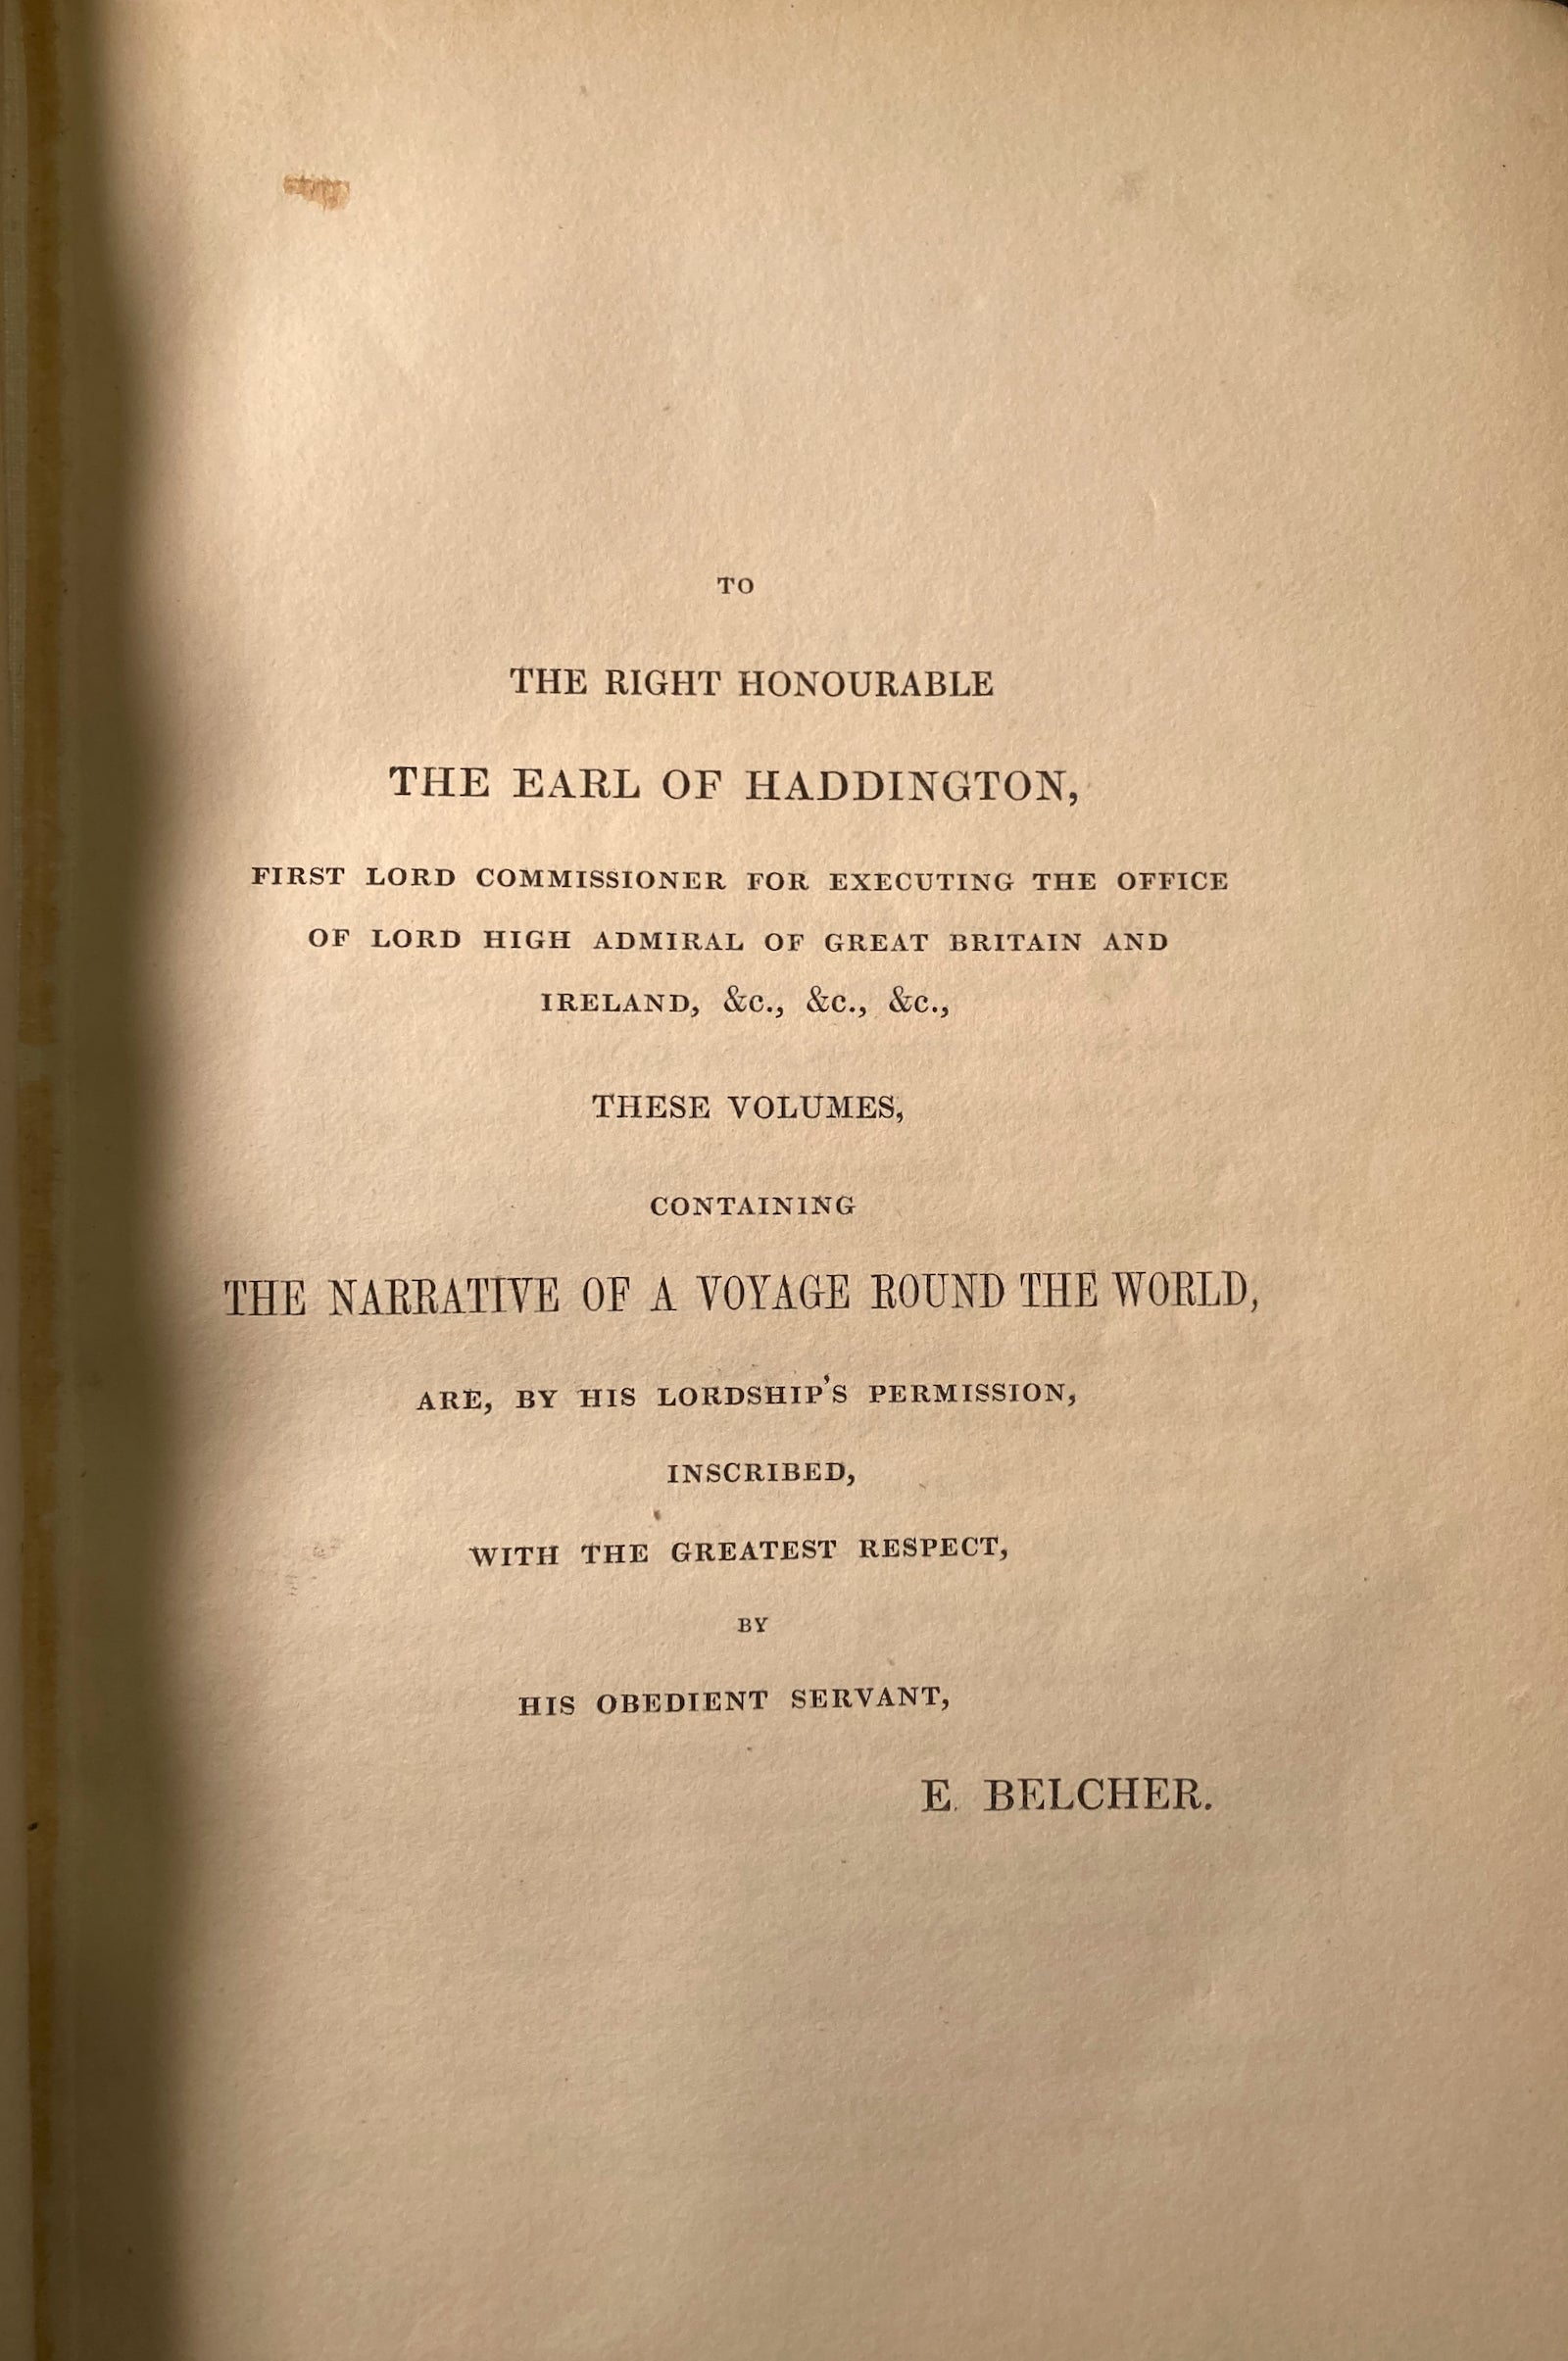 TO
THE RIGHT HONOURABLE
THE EARL OF HADDINGTON,
FIRST LORD COMMISSIONER FOR EXECUTING THE OFFICE
OF LORD HIGH ADMIRAL OF GREAT BRITAIN AND
IRELAND, &c., &c., &c.,
THESE VOLUMES,
CONTAINING
THE NARRATIVE OF A VOYAGE ROUND THE WORLD,
ARE, BY HIS LORDSHIP'S PERMISSION,
INSCRIBED,
WITH THE GREATEST RESPECT,
BY
HIS OBEDIENT SERVANT,
E. BELCHER.